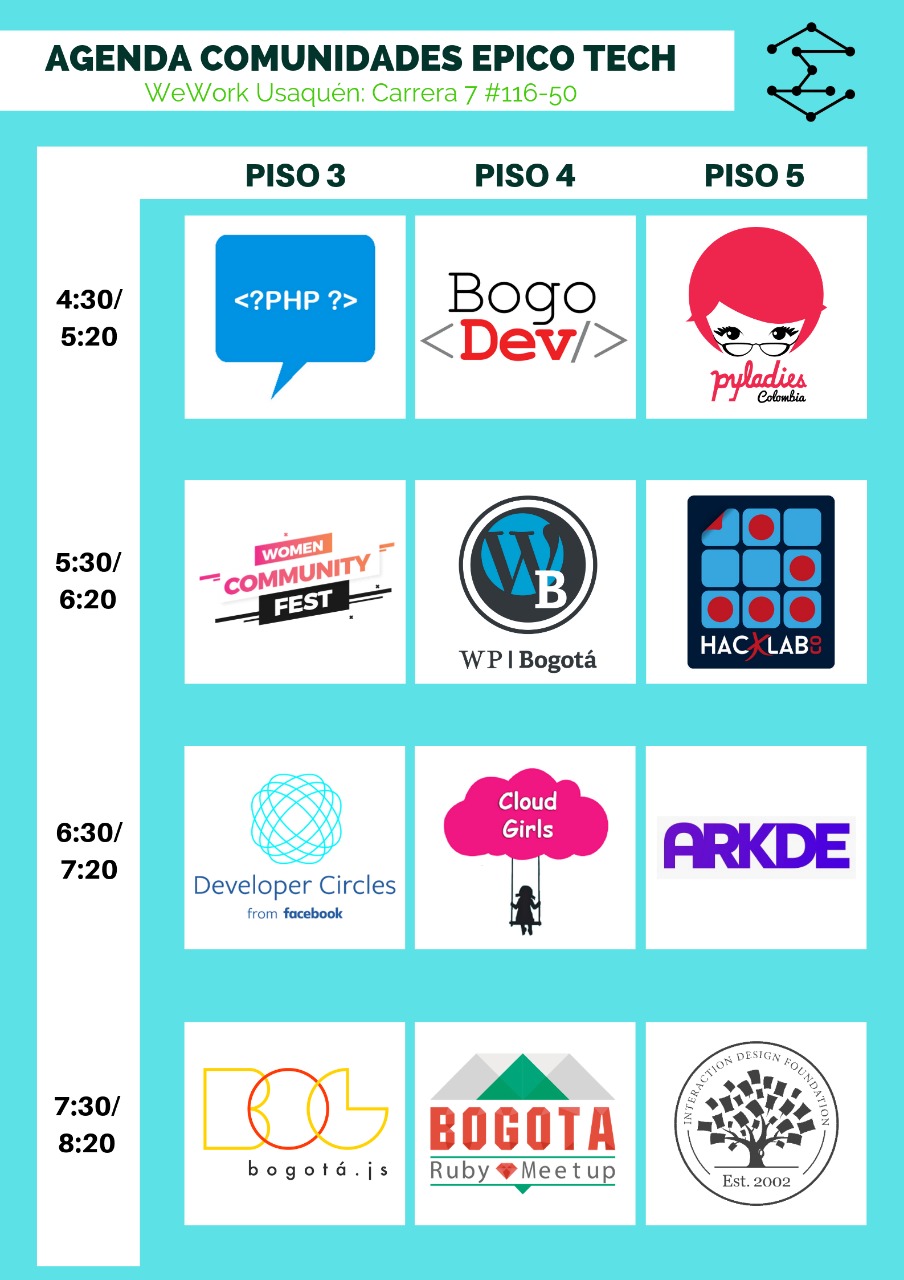 AGENDA COMUNIDADES EPICO TECH
WeWork Usaquén: Carrera 7 #116-50
PISO 3
PISO 4
PISO 5
4:30/
5:20
<?PHP ?>
Bogo
<Dev/>
pyladies
Colombia
5:30/
6:20
WOMEN
COMMUNITY
FEST
W
B
WP | Bogotá
HACXLAB CO
6:30/
7:20
Developer Circles
from facebook
Cloud
Girls
ARKDE
7:30/
8:20
BOG
bogotá.js
BOGOTA
Ruby Meetup
INTERACTION DESIGN FOUNDATION
Est. 2002